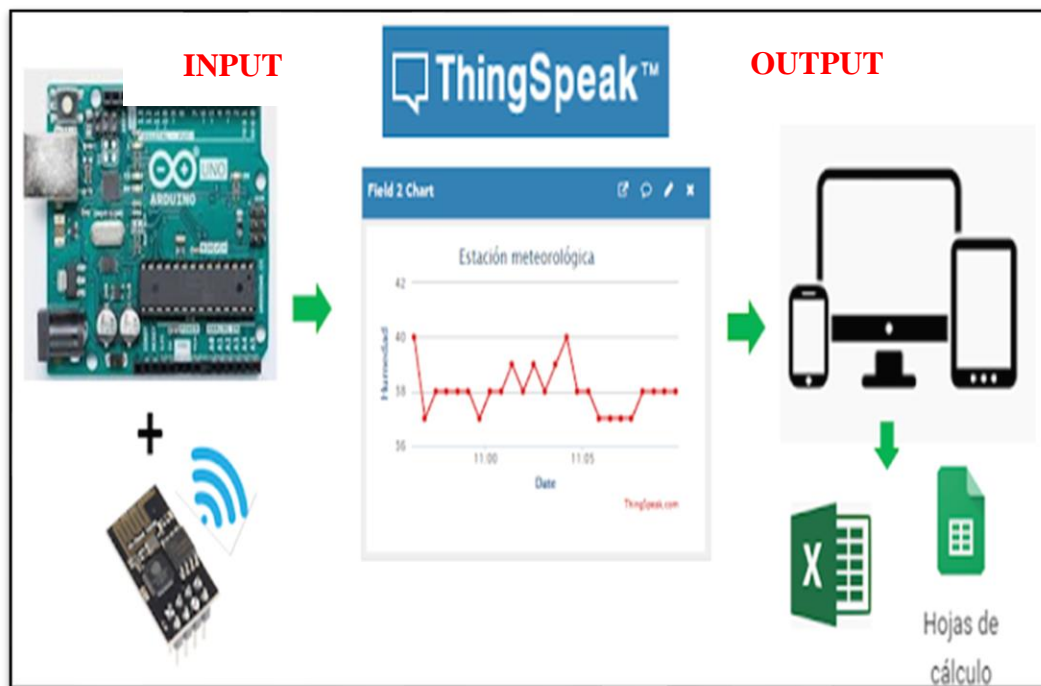 INPUT
ThingSpeak™
OUTPUT
UNO
ARDUINO
Field 2 Chart
Estación meteorológica
42
40
38
36
Humedad
11:00
11:05
Date
ThingSpeak.com
X
Hojas de
cálculo